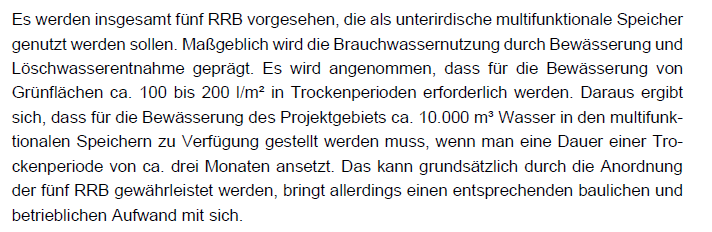 Es werden insgesamt fünf RRB vorgesehen, die als unterirdische multifunktionale Speicher
genutzt werden sollen. Maßgeblich wird die Brauchwassernutzung durch Bewässerung und
Löschwasserentnahme geprägt. Es wird angenommen, dass für die Bewässerung von
Grünflächen ca. 100 bis 200 l/m² in Trockenperioden erforderlich werden. Daraus ergibt
sich, dass für die Bewässerung des Projektgebiets ca. 10.000 m³ Wasser in den multifunk-
tionalen Speichern zu Verfügung gestellt werden muss, wenn man eine Dauer einer Tro-
ckenperiode von ca. drei Monaten ansetzt. Das kann grundsätzlich durch die Anordnung
der fünf RRB gewährleistet werden, bringt allerdings einen entsprechenden baulichen und
betrieblichen Aufwand mit sich.